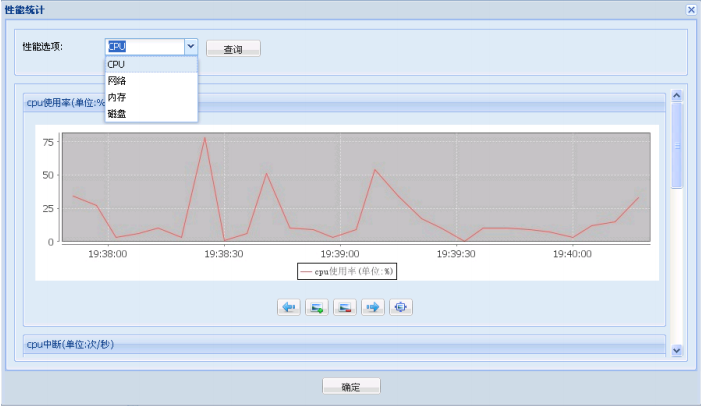 性能统计
性能选项:
CPU
查询
CPU
网络
内存
磁盘
cpu使用率(单位:%
75
50
25
0
19:38:00
19:38:30
19:39:00
19:39:30
19:40:00
cpu使用率(单位:%)
cpu中断(单位:次/秒)
确定